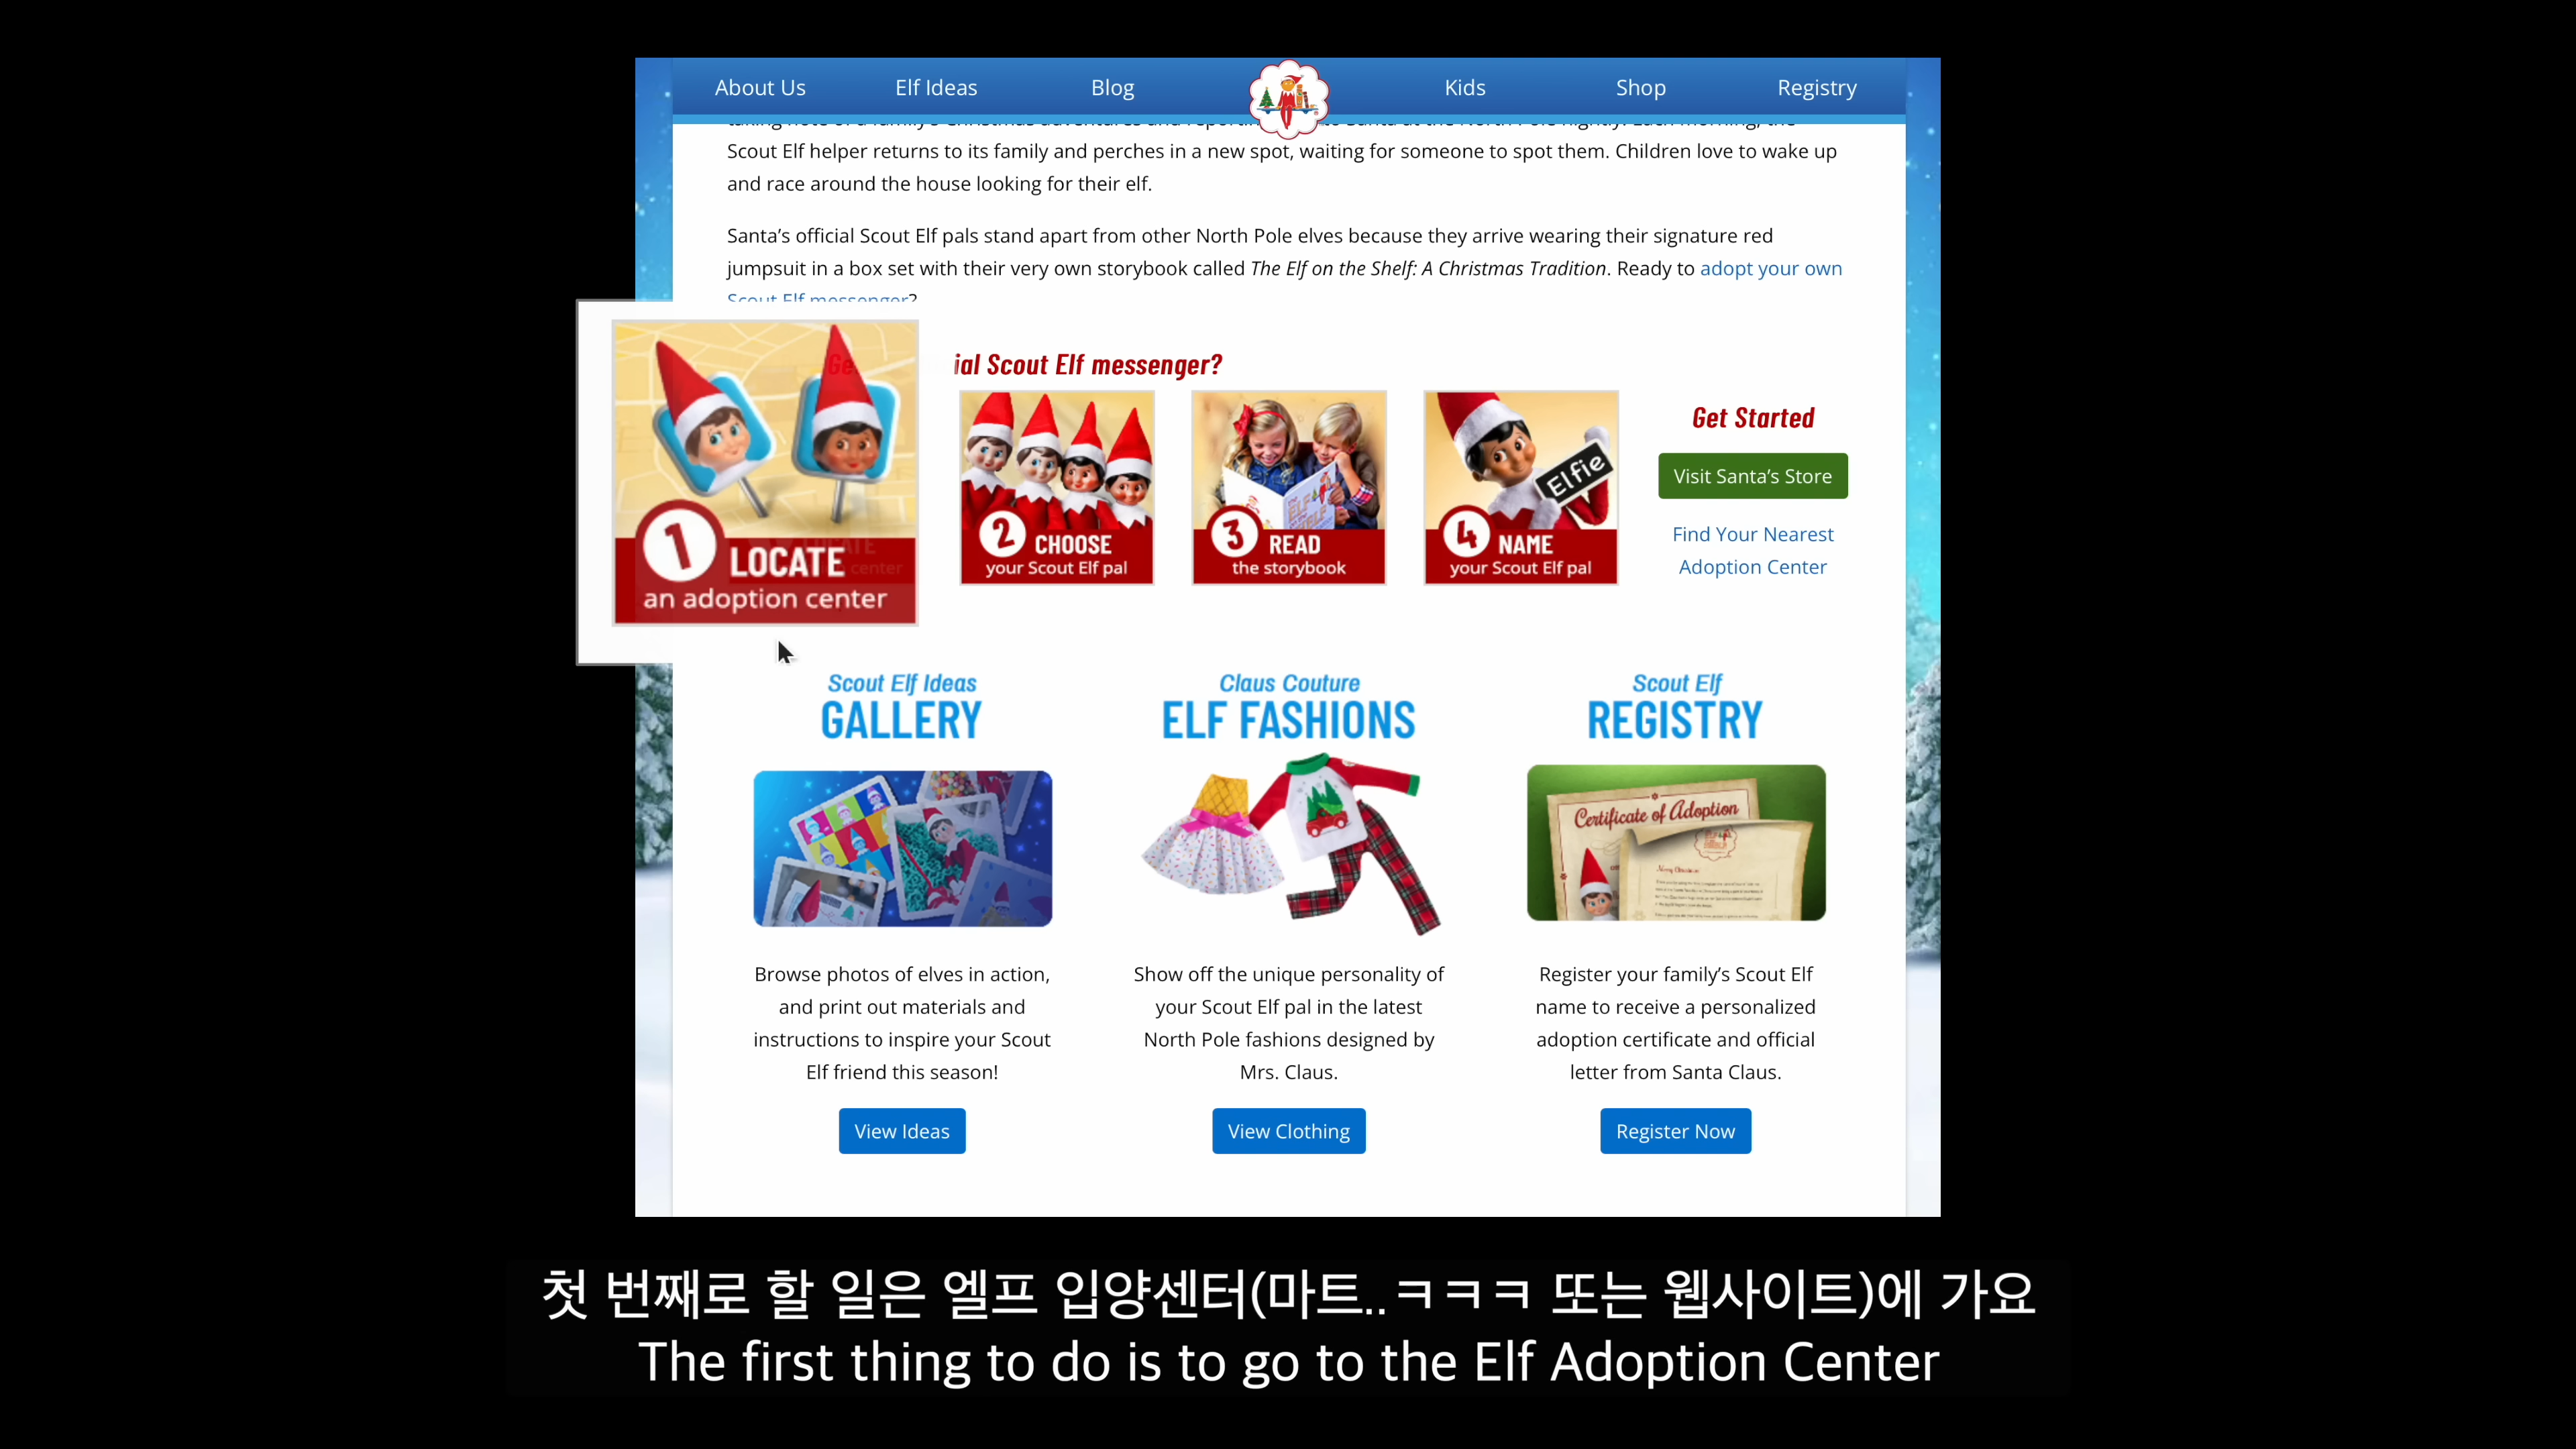 About Us Elf Ideas Blog Kids Shop Registry
Scout Elf helper returns to its family and perches in a new spot, waiting for someone to spot them. Children love to wake up
and race around the house looking for their elf.
Santa's official Scout Elf pals stand apart from other North Pole elves because they arrive wearing their signature red
jumpsuit in a box set with their very own storybook called The Elf on the Shelf: A Christmas Tradition. Ready to adopt your own
Scout Elf messenger?
ial Scout Elf messenger?
1 LOCATE
an adoption center
2 CHOOSE
your Scout Elf pal
3 READ
the storybook
Elfie
4 NAME
your Scout Elf pal
Get Started
Visit Santa's Store
Find Your Nearest
Adoption Center
Scout Elf Ideas
GALLERY
Browse photos of elves in action,
and print out materials and
instructions to inspire your Scout
Elf friend this season!
View Ideas
Claus Couture
ELF FASHIONS
Show off the unique personality of
your Scout Elf pal in the latest
North Pole fashions designed by
Mrs. Claus.
View Clothing
Scout Elf
REGISTRY
Certificate of Adoption
Register your family's Scout Elf
name to receive a personalized
adoption certificate and official
letter from Santa Claus.
Register Now
첫 번째로 할 일은 엘프 입양센터(마트..ㅋㅋㅋ 또는 웹사이트)에 가요
The first thing to do is to go to the Elf Adoption Center